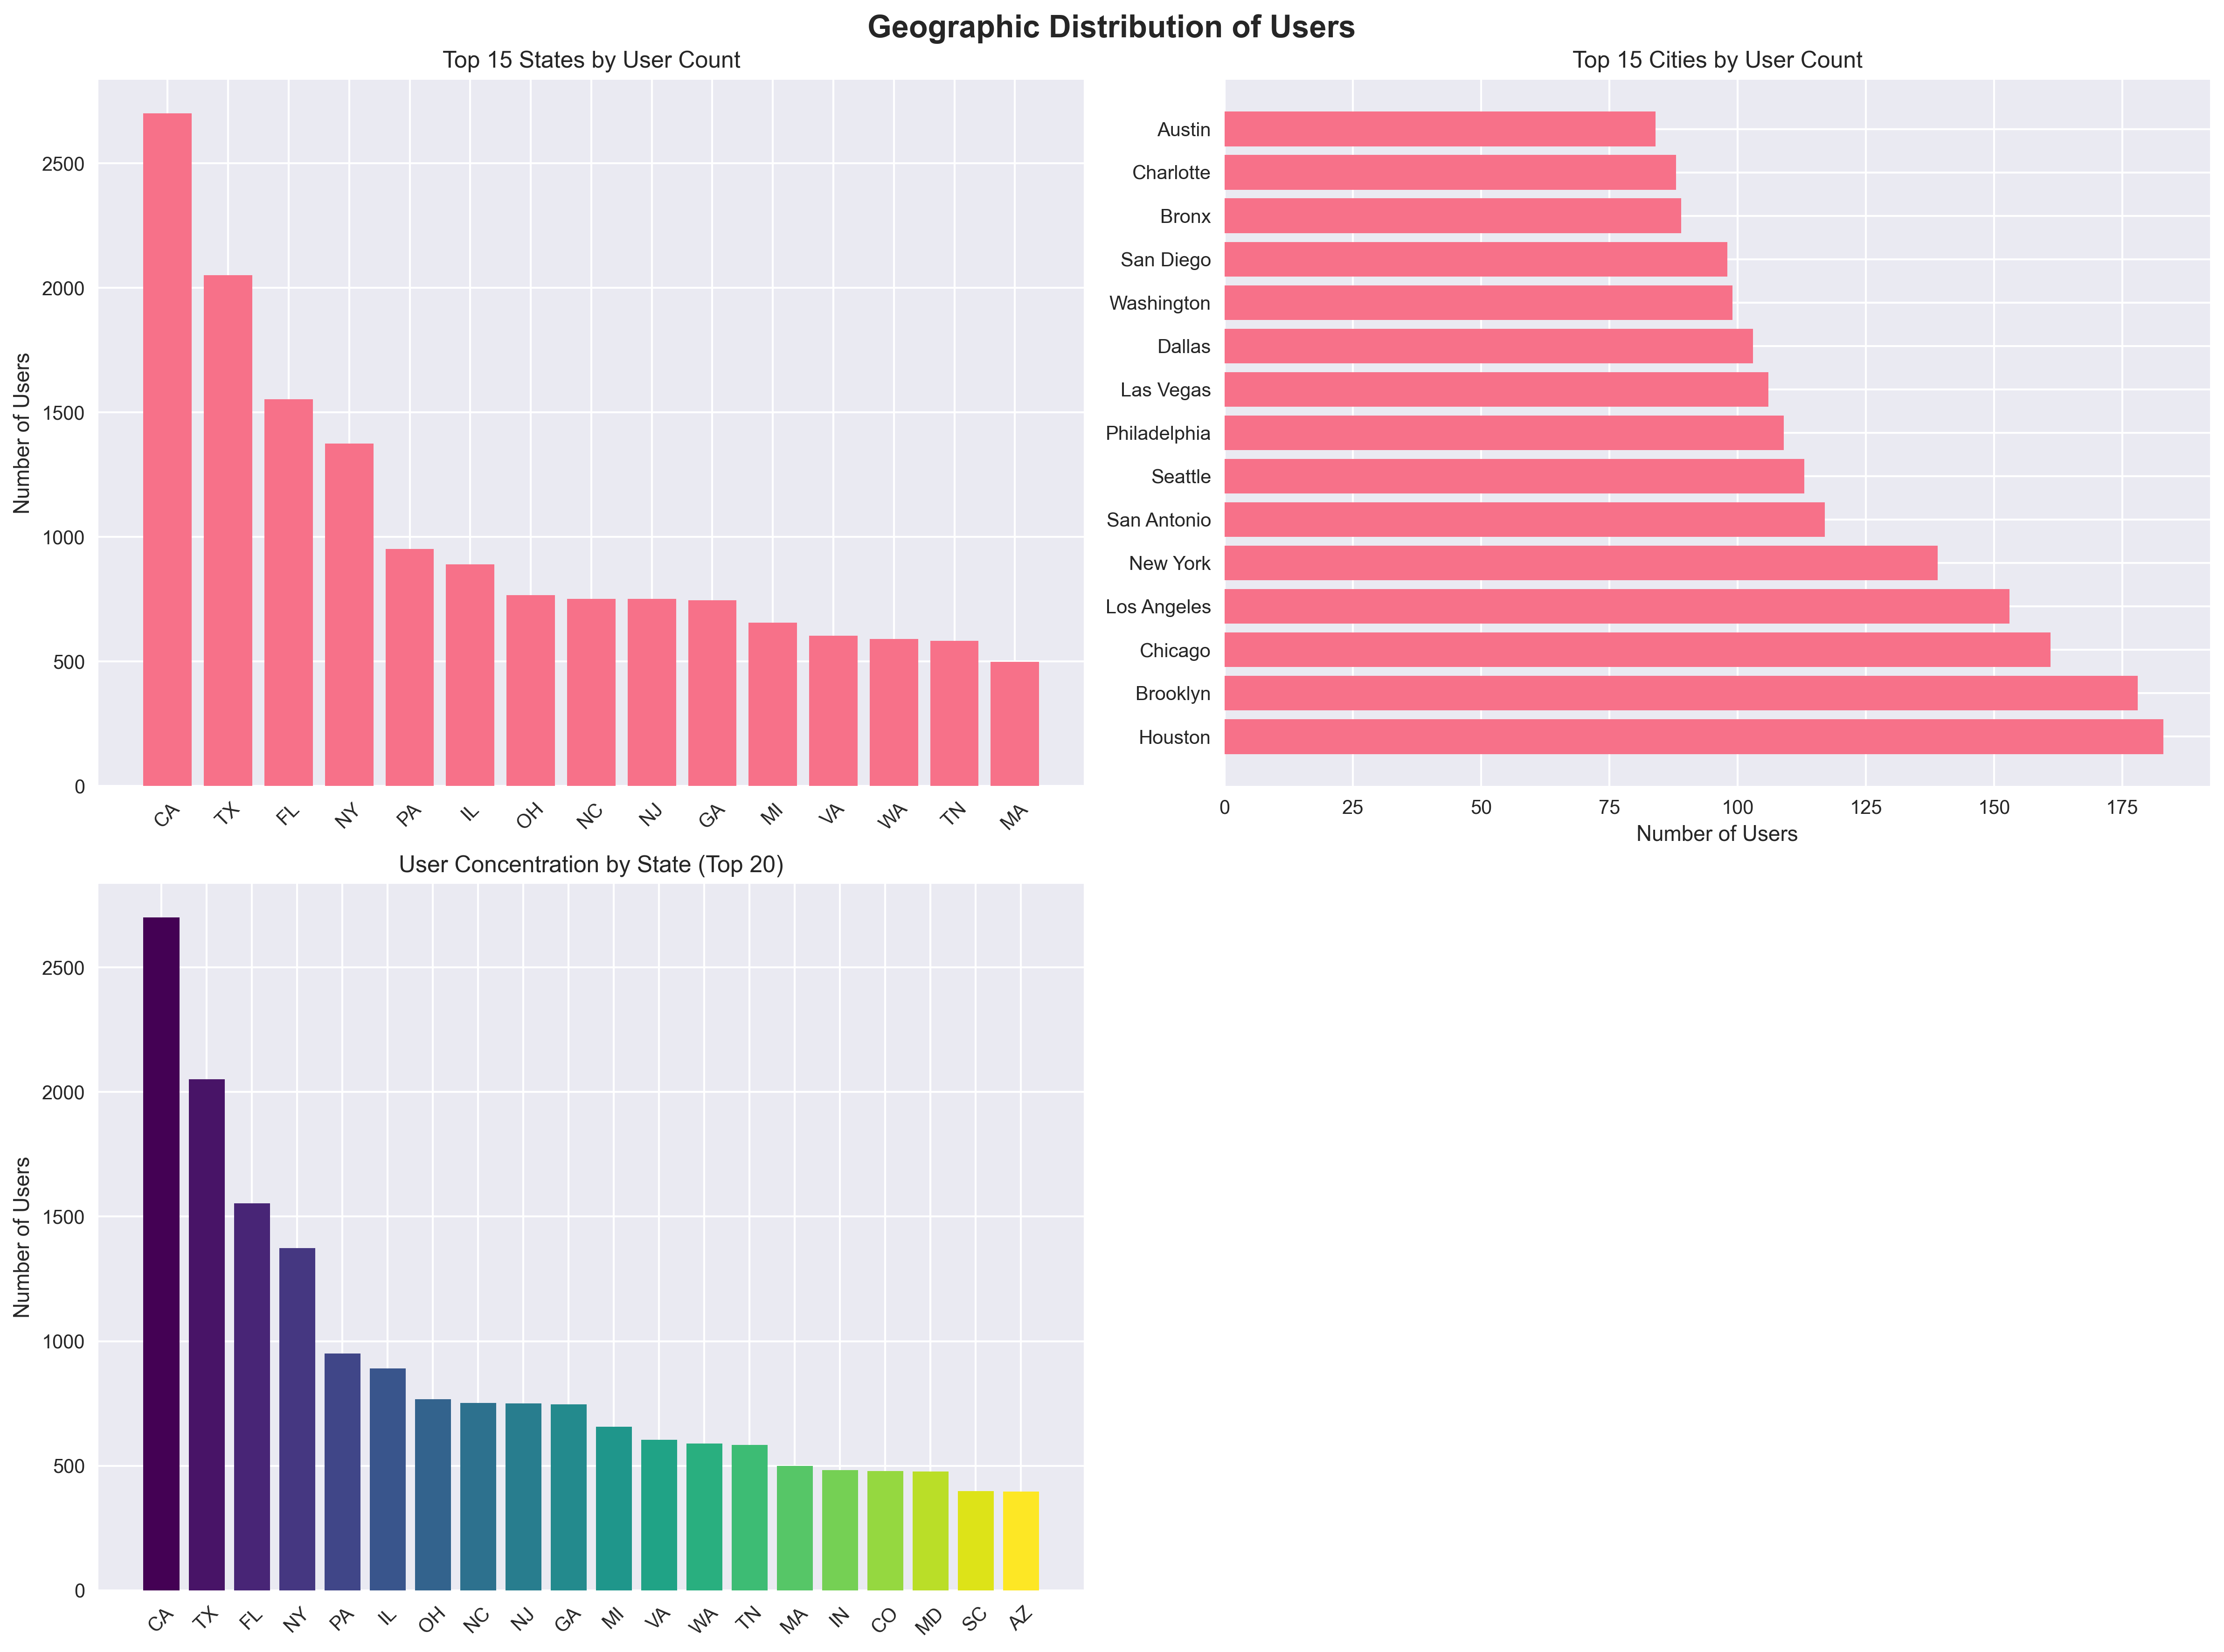 Geographic Distribution of Users
Top 15 States by User Count
Number of Users
2500
2000
1500
1000
500
0
CA TX FL NY PA IL OH NC NJ GA MI VA WA TN MA
Top 15 Cities by User Count
Austin
Charlotte
Bronx
San Diego
Washington
Dallas
Las Vegas
Philadelphia
Seattle
San Antonio
New York
Los Angeles
Chicago
Brooklyn
Houston
0 25 50 75 100 125 150 175
Number of Users
User Concentration by State (Top 20)
Number of Users
2500
2000
1500
1000
500
0
CA TX FL NY PA IL OH NC NJ GA MI VA WA TN MA IN CO MD SC AZ